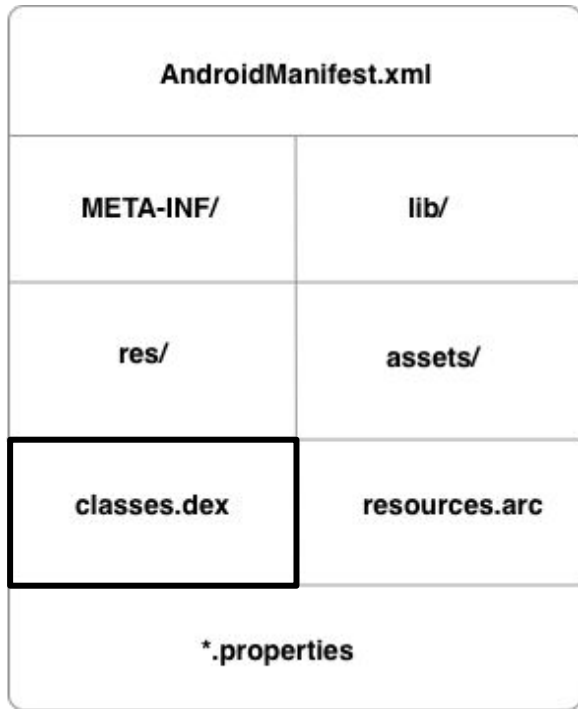 AndroidManifest.xml
META-INF/ lib/
res/ assets/
classes.dex resources.arc
*.properties